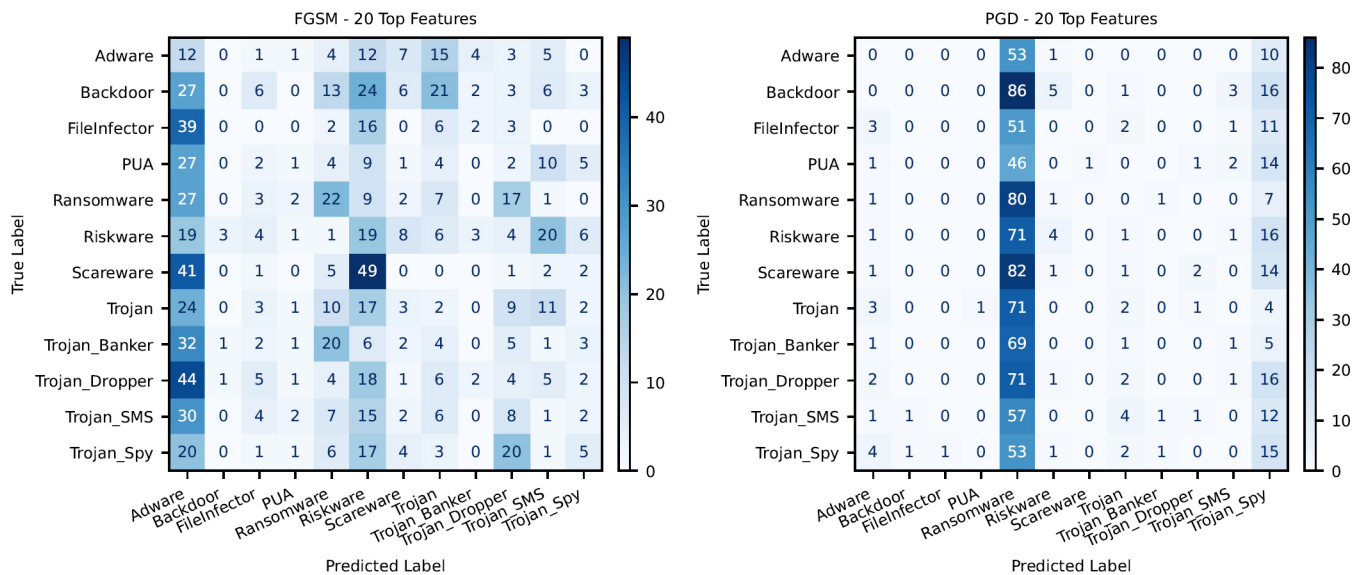 FGSM - 20 Top Features
True Label
Adware 12 0 1 1 4 12 7 15 4 3 5 0
Backdoor 27 0 6 0 13 24 6 21 2 3 6 3
FileInfector 39 0 0 0 2 16 0 6 2 3 0 0
PUA 27 0 2 1 4 9 1 4 0 2 10 5
Ransomware 27 0 3 2 22 9 2 7 0 17 1 0
Riskware 19 3 4 1 1 19 8 6 3 4 20 6
Scareware 41 0 1 0 5 49 0 0 0 1 2 2
Trojan 24 0 3 1 10 17 3 2 0 9 11 2
Trojan_Banker 32 1 2 1 20 6 2 4 0 5 1 3
Trojan_Dropper 44 1 5 1 4 18 1 6 2 4 5 2
Trojan_SMS 30 0 4 2 7 15 2 6 0 8 1 2
Trojan_Spy 20 0 1 1 6 17 4 3 0 20 1 5
Adware Backdoor FileInfector PUA Ransomware Riskware Scareware Trojan Trojan_Banker Trojan_Dropper Trojan_SMS Trojan_Spy
Predicted Label
40
30
20
10
0
PGD - 20 Top Features
True Label
Adware 0 0 0 0 53 1 0 0 0 0 0 10
Backdoor 0 0 0 0 86 5 0 1 0 0 3 16
FileInfector 3 0 0 0 51 0 0 2 0 0 1 11
PUA 1 0 0 0 46 0 1 0 0 1 2 14
Ransomware 1 0 0 0 80 1 0 0 1 0 0 7
Riskware 1 0 0 0 71 4 0 1 0 0 1 16
Scareware 1 0 0 0 82 1 0 1 0 2 0 14
Trojan 3 0 0 1 71 0 0 2 0 1 0 4
Trojan_Banker 1 0 0 0 69 0 0 1 0 0 1 5
Trojan_Dropper 2 0 0 0 71 1 0 2 0 0 1 16
Trojan_SMS 1 1 0 0 57 0 0 4 1 1 0 12
Trojan_Spy 4 1 1 0 53 1 0 2 1 0 0 15
Adware Backdoor FileInfector PUA Ransomware Riskware Scareware Trojan Trojan_Banker Trojan_Dropper Trojan_SMS Trojan_Spy
Predicted Label
80
70
60
50
40
30
20
10
0